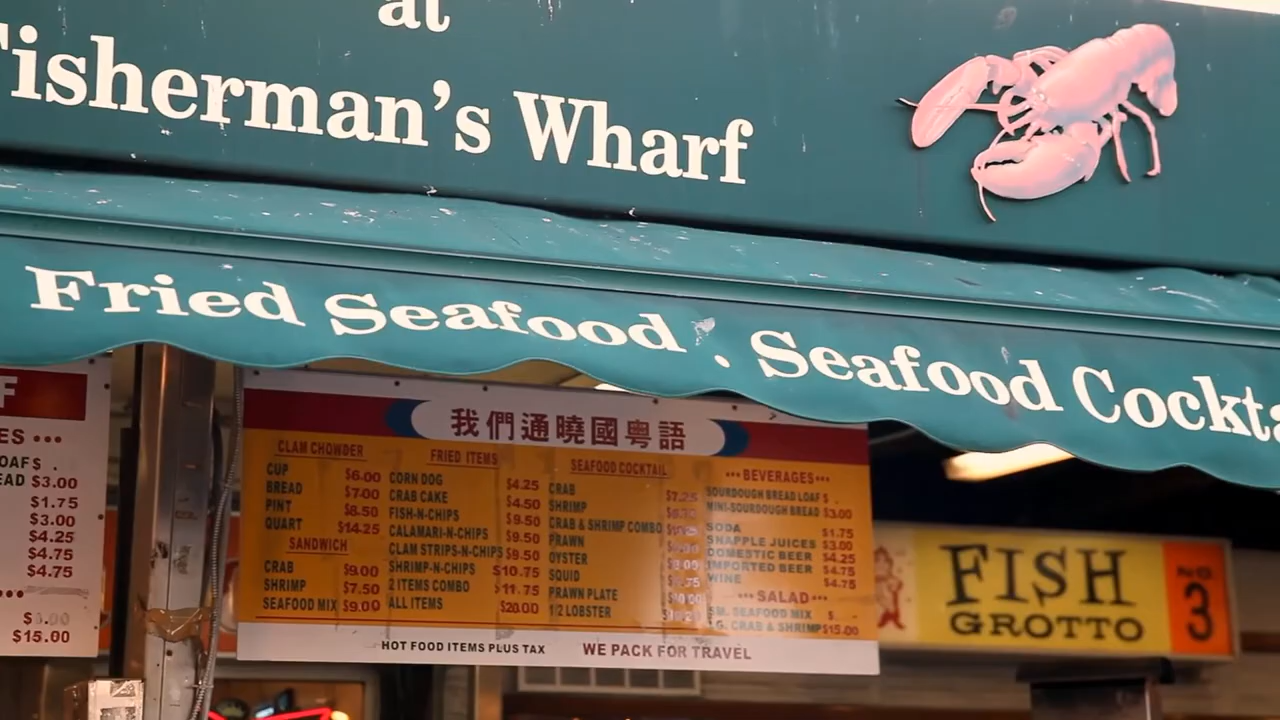 at
Fisherman's Wharf
Fried Seafood . Seafood
ES •••
OAF $ .
EAD $3.00
$1.75
$3.00
$4.25
$4.75
$4.75
$15.00
我們通曉國粵語
CLAM CHOWDER
CUP $6.00
BREAD $7.00
PINT $8.50
QUART $14.25
SANDWICH
CRAB $9.00
SHRIMP $7.50
SEAFOOD MIX $9.00
FRIED ITEMS
CORN DOG $4.25
CRAB CAKE $4.50
FISH-N-CHIPS $9.50
CALAMARI-N-CHIPS $9.50
CLAM STRIPS-N-CHIPS $9.50
SHRIMP-N-CHIPS $10.75
2 ITEMS COMBO $11.75
ALL ITEMS $20.00
SEAFOOD COCKTAIL
CRAB $7.25
SHRIMP
CRAB & SHRIMP COMBO
PRAWN
OYSTER
SQUID
PRAWN PLATE
1/2 LOBSTER
•••BEVERAGES•••
SOURDOUGH BREAD LOAF $ .
MINI-SOURDOUGH BREAD $3.00
SODA $1.75
SNAPPLE JUICES $3.00
DOMESTIC BEER $4.25
IMPORTED BEER $4.75
WINE $4.75
•••SALAD•••
SM. SEAFOOD MIX $
LG. CRAB & SHRIMP $15.00
HOT FOOD ITEMS PLUS TAX WE PACK FOR TRAVEL
FISH
GROTTO
NO.
3